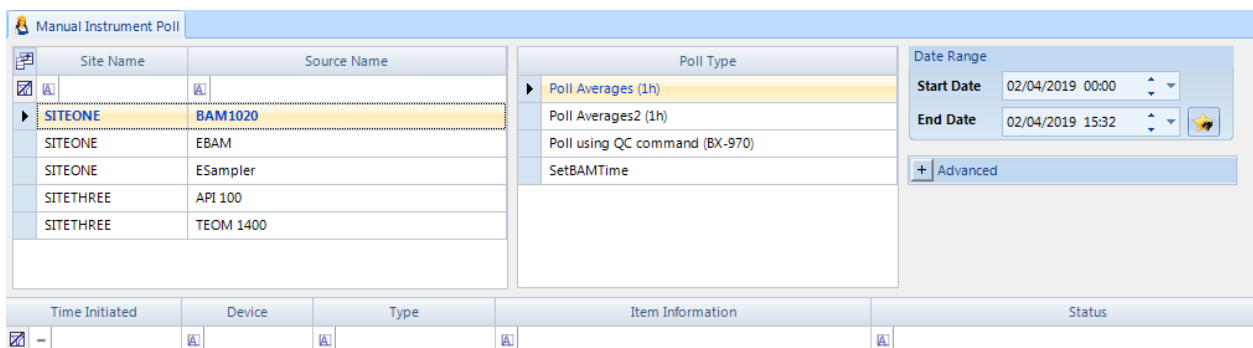 Manual Instrument Poll
Site Name Source Name
SITEONE BAM1020
SITEONE EBAM
SITEONE ESampler
SITETHREE API 100
SITETHREE TEOM 1400
Poll Type
Poll Averages (1h)
Poll Averages2 (1h)
Poll using QC command (BX-970)
SetBAMTime
Date Range
Start Date 02/04/2019 00:00
End Date 02/04/2019 15:32
+ Advanced
Time Initiated Device Type Item Information Status